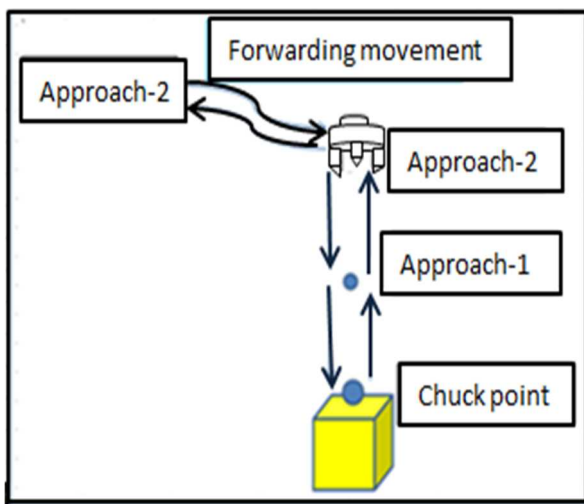 Forwarding movement
Approach-2
Approach-2
Approach-1
Chuck point